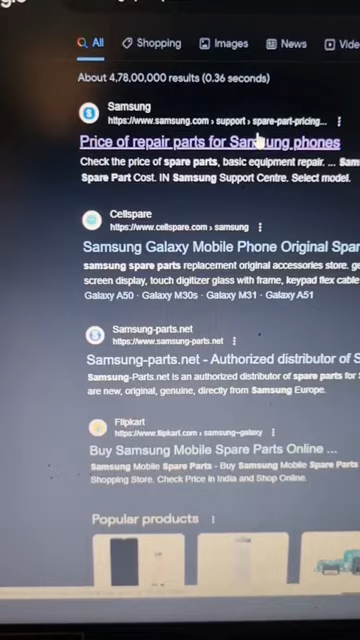 All Shopping Images News
About 4,78,00,000 results (0.36 seconds)
Samsung
https://www.samsung.com › support › spare-part-pricing...
Price of repair parts for Samsung phones
Check the price of spare parts, basic equipment repair. ... Sam
Spare Part Cost. IN Samsung Support Centre. Select model.
Cellspare
https://www.cellspare.com › samsung
Samsung Galaxy Mobile Phone Original Spar
samsung spare parts replacement original accessories store. ge
screen display, touch digitizer glass with frame, keypad flex cable
Galaxy A50 · Galaxy M30s · Galaxy M31 · Galaxy A51
Samsung-parts.net
https://www.samsung-parts.net
Samsung-parts.net - Authorized distributor of S
Samsung-Parts.net is an authorized distributor of spare parts for
are new, original, genuine, directly from Samsung Europe.
Flipkart
https://www.flipkart.com › samsung~galaxy
Buy Samsung Mobile Spare Parts Online ...
Samsung Mobile Spare Parts - Buy Samsung Mobile Spare Parts
Shopping Store. Check Price in India and Shop Online.
Popular products